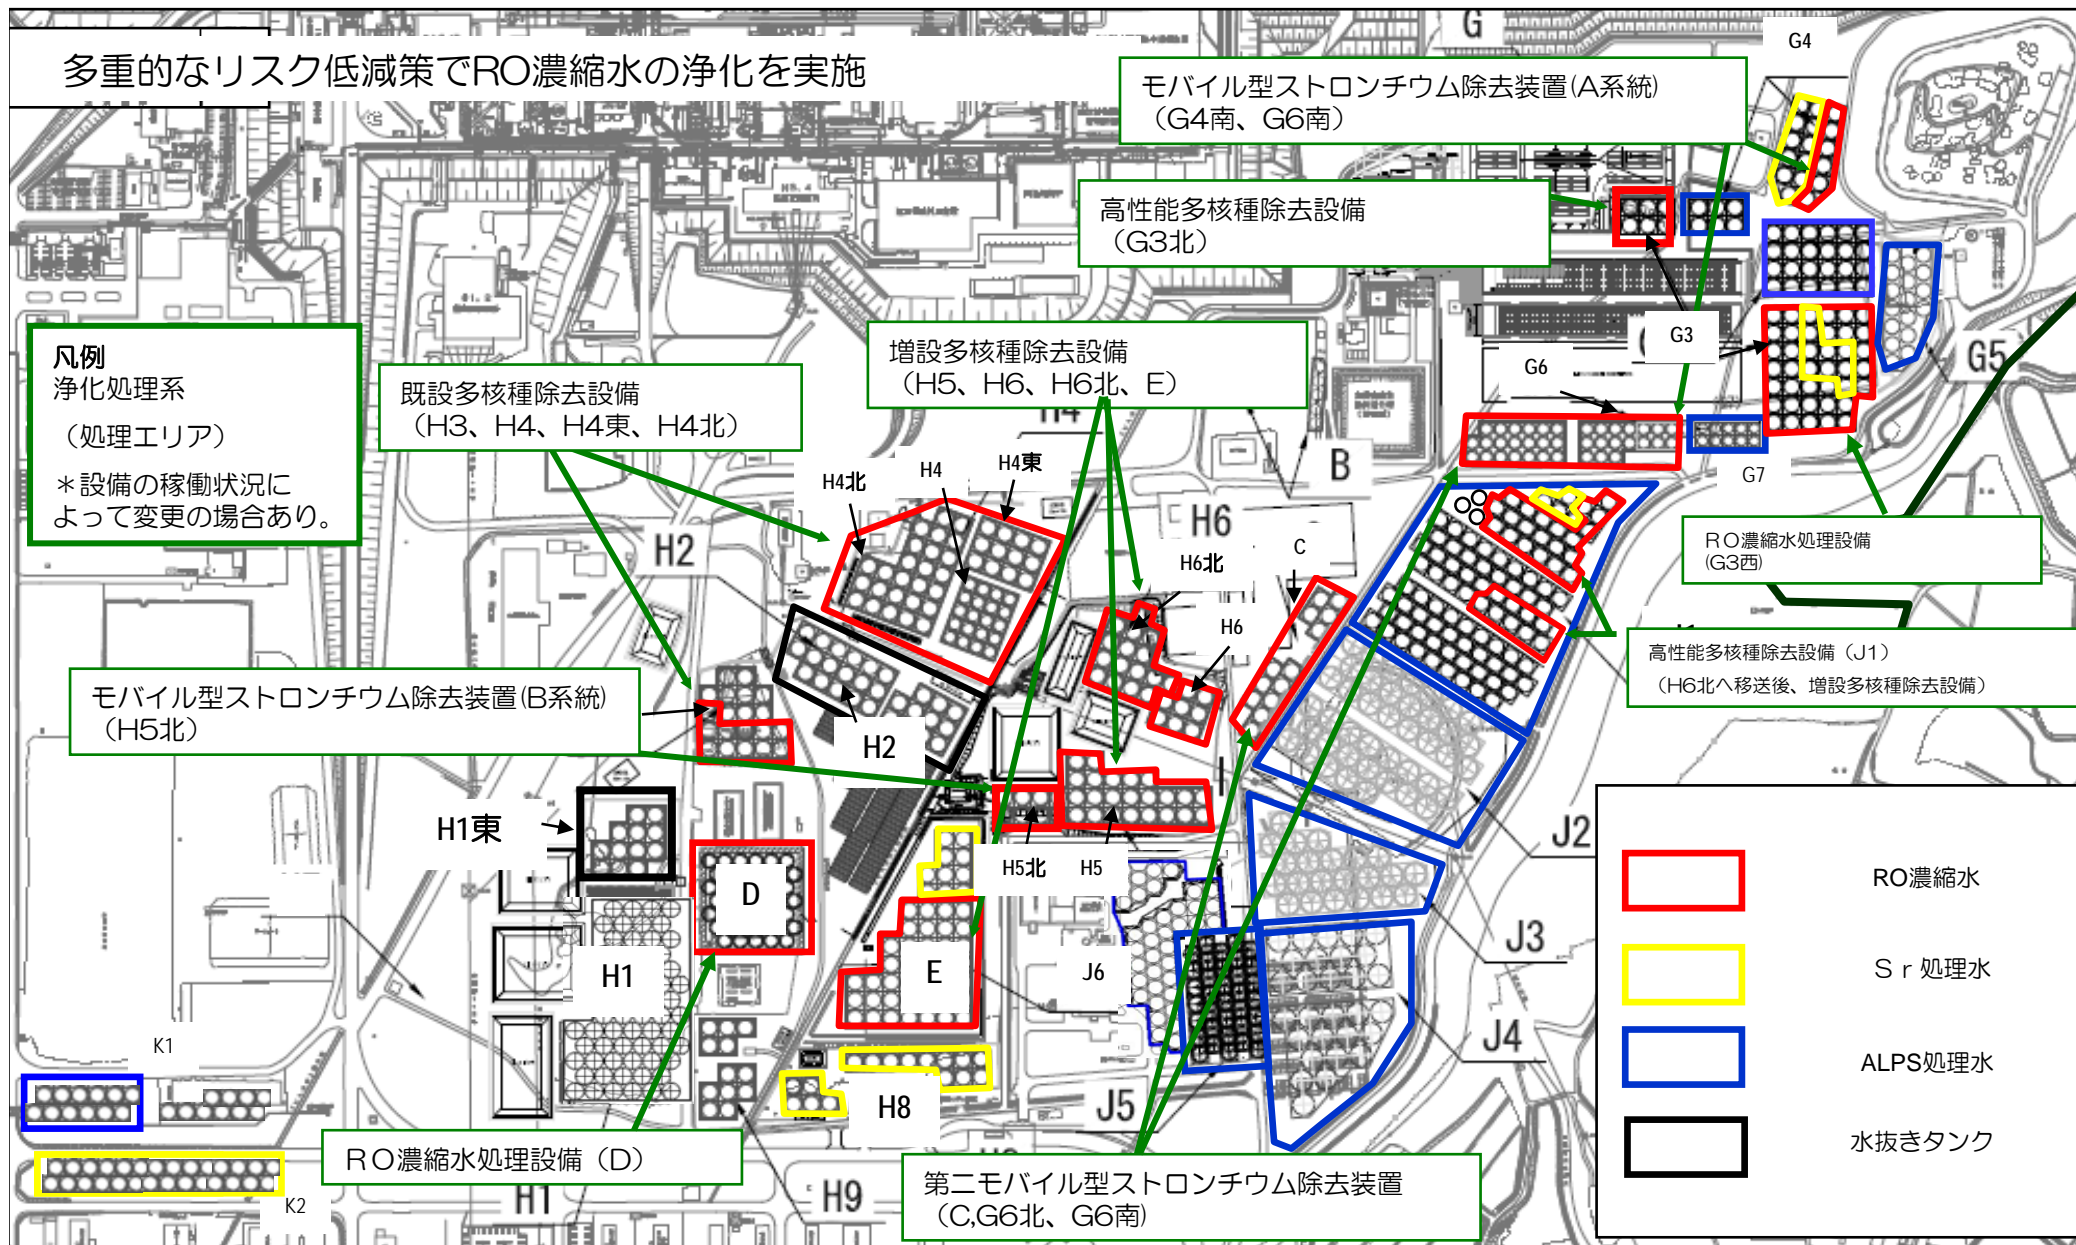 多重的なリスク低減策でRO濃縮水の浄化を実施
G
G4
モバイル型ストロンチウム除去装置(A系統)
（G4南、G6南）
高性能多核種除去設備
（G3北）
凡例
浄化処理系
（処理エリア）
＊設備の稼働状況に
よって変更の場合あり。
既設多核種除去設備
（H3、H4、H4東、H4北）
増設多核種除去設備
（H5、H6、H6北、E）
G3
G6
G5
G7
H4
H4北
H4
H4東
B
H2
H6
H6北
C
H6
ＲＯ濃縮水処理設備
(G3西)
高性能多核種除去設備（J1）
（H6北へ移送後、増設多核種除去設備）
モバイル型ストロンチウム除去装置(B系統)
（H5北）
H2
H1東
D
H5北
H5
J2
H1
E
J6
J3
J4
K1
H8
J5
ＲＯ濃縮水処理設備（D）
K2
H1
H9
第二モバイル型ストロンチウム除去装置
（C,G6北、G6南)
RO濃縮水
Ｓｒ処理水
ALPS処理水
水抜きタンク